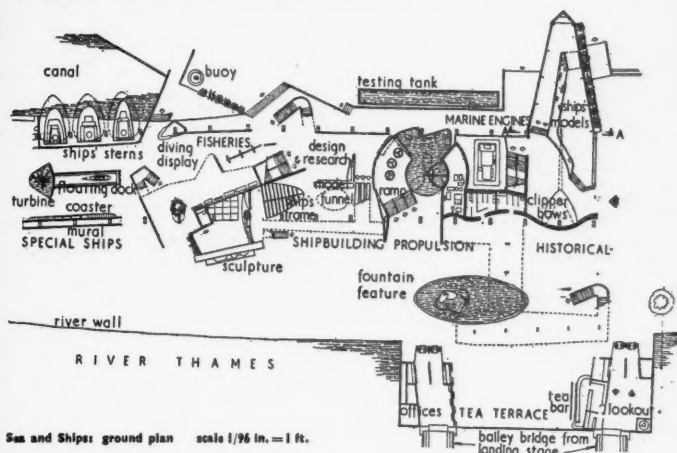 canal
buoy
testing tank
MARINE ENGINES
A
A
ships'
models
ships' sterns
diving
display
FISHERIES
design
& research
ramp
clipper
bows
turbine
floating dock
coaster
mural
SPECIAL SHIPS
ship's
frame
model
funnel
SHIPBUILDING
PROPULSION
HISTORICAL
sculpture
fountain
feature
river wall
RIVER THAMES
offices
TEA TERRACE
tea
bar
lookout
bailey bridge from
landing stage
Sea and Ships: ground plan scale 1/96 in. = 1 ft.